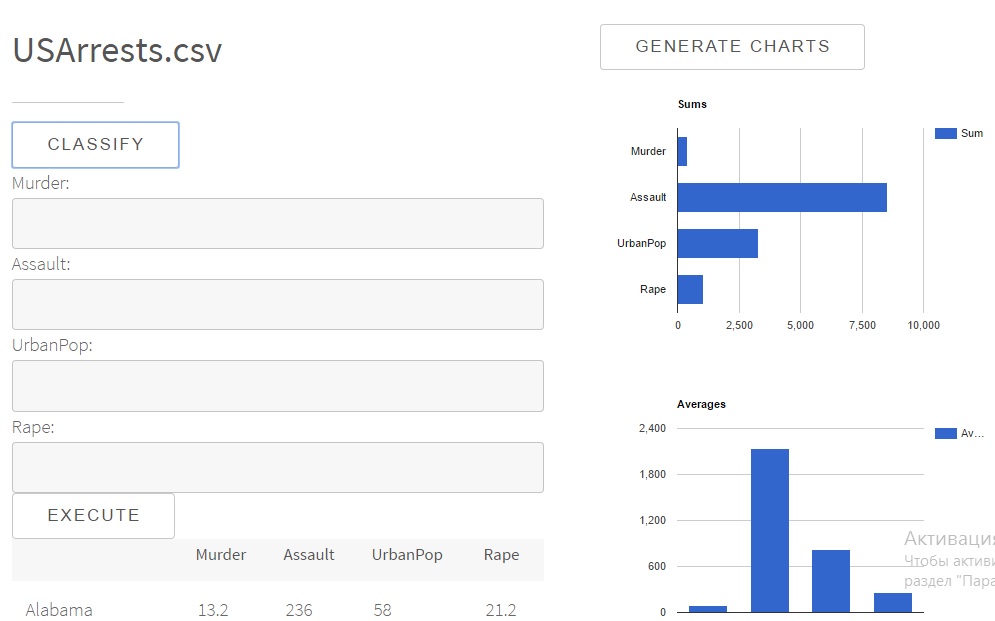 USArrests.csv
CLASSIFY
Murder:
Assault:
UrbanPop:
Rape:
EXECUTE
Murder Assault UrbanPop Rape
Alabama 13.2 236 58 21.2
GENERATE CHARTS
Sums
Sum
Murder
Assault
UrbanPop
Rape
0 2,500 5,000 7,500 10,000
Averages
Av...
2,400
1,800
1,200
600
0
Активация
Чтобы активи
раздел "Пара